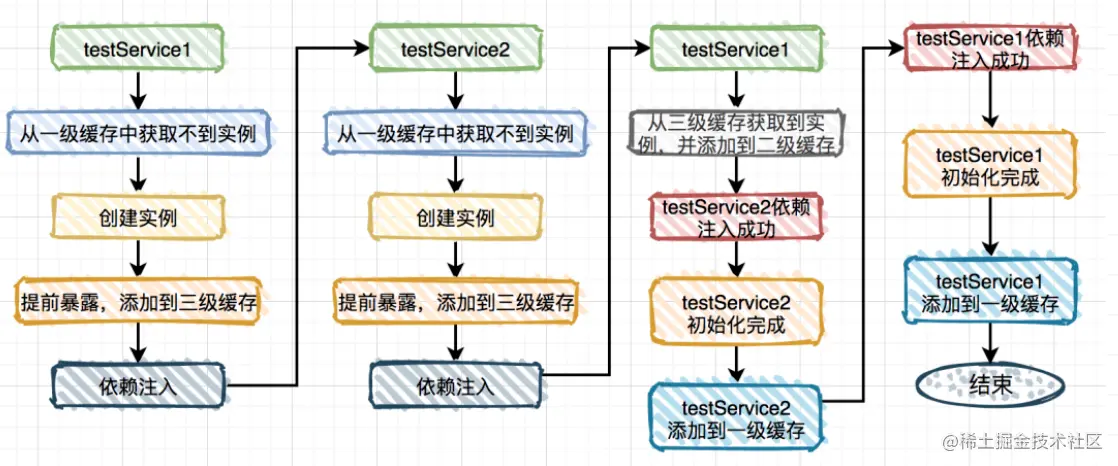 testService1
从一级缓存中获取不到实例
创建实例
提前暴露，添加到三级缓存
依赖注入
testService2
从一级缓存中获取不到实例
创建实例
提前暴露，添加到三级缓存
依赖注入
testService1
从三级缓存获取到实
例，并添加到二级缓存
testService2依赖
注入成功
testService2
初始化完成
testService2
添加到一级缓存
testService1依赖
注入成功
testService1
初始化完成
testService1
添加到一级缓存
结束
@稀土掘金技术社区